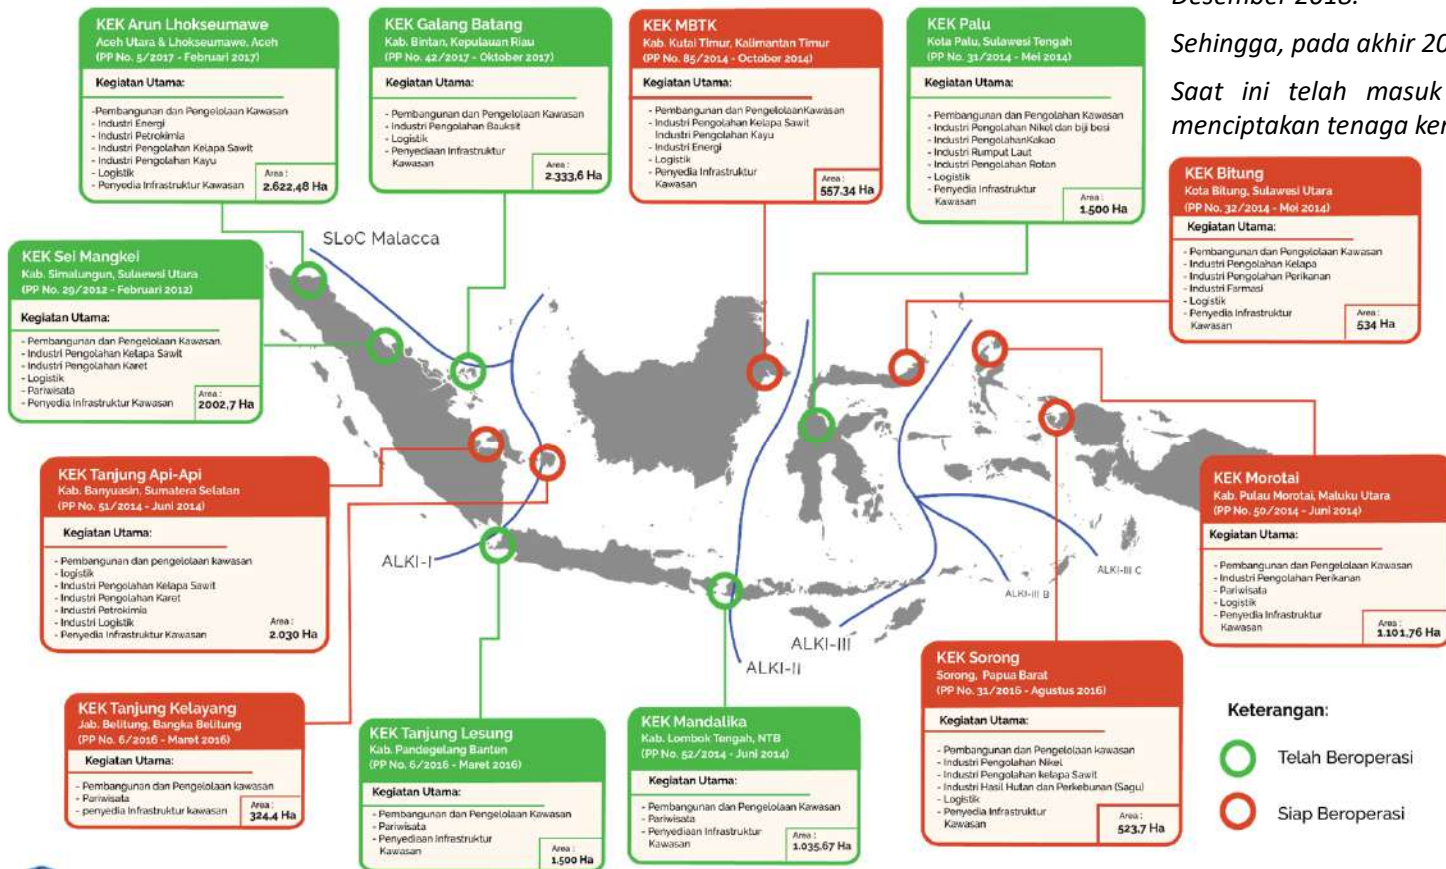 Desember 2018.
Sehingga, pada akhir 20
Saat ini telah masuk
menciptakan tenaga ker
KEK Arun Lhokseumawe
Aceh Utara & Lhokseumawe, Aceh
(PP No. 5/2017 - Februari 2017)
Kegiatan Utama:
-Pembangunan dan Pengelolaan Kawasan
- Industri Energi
- Industri Petrokimia
- Industri Pengolahan Kelapa Sawit
- Industri Pengolahan Kayu
- Logistik
- Penyedia Infrastruktur Kawasan
Area :
2.622,48 Ha
KEK Galang Batang
Kab. Bintan, Kepulauan Riau
(PP No. 42/2017 - Oktober 2017)
Kegiatan Utama:
- Pembangunan dan Pengelolaan Kawasan
- Industri Pengolahan Bauksit
- Logistik
- Penyediaan Infrastruktur
Kawasan
Area :
2.333,6 Ha
KEK MBTK
Kab. Kutai Timur, Kalimantan Timur
(PP No. 85/2014 - October 2014)
Kegiatan Utama:
- Pembangunan dan PengelolaanKawasan
- Industri Pengolahan Kelapa Sawit
Industri Pengolahan Kayu
- Industri Energi
- Logistik
- Penyedia Infrastruktur
Kawasan
Area :
557.34 Ha
KEK Palu
Kota Palu, Sulawesi Tengah
(PP No. 31/2014 - Mei 2014)
Kegiatan Utama:
- Pembangunan dan Pengelolahan Kawasan
- Industri Pengolahan Nikel dan biji besi
- Industri PengolahanKakao
- Industri Rumput Laut
- Industri Pengolahan Rotan
- Logistik
- Penyedia Infrastruktur
Kawasan
Area :
1.500 Ha
KEK Bitung
Kota Bitung, Sulawesi Utara
(PP No. 32/2014 - Mei 2014)
Kegiatan Utama:
- Pembangunan dan Pengelolaan Kawasan
- Industri Pengolahan Kelapa
- Industri Pengolahan Perikanan
- Industri Farmasi
- Logistik
- Penyedia Infrastruktur
Kawasan
Area :
534 Ha
SLoC Malacca
KEK Sei Mangkei
Kab. Simalungun, Sulaewsi Utara
(PP No. 29/2012 - Februari 2012)
Kegiatan Utama:
- Pembangunan dan Pengelolaan Kawasan.
- Industri Pengolahan Kelapa Sawit
- Industri Pengolahan Karet
- Logistik
- Pariwisata
- Penyedia Infrastruktur Kawasan
Area :
2002,7 Ha
KEK Tanjung Api-Api
Kab. Banyuasin, Sumatera Selatan
(PP No. 51/2014 - Juni 2014)
Kegiatan Utama:
- Pembangunan dan pengelolaan kawasan
- logistik
- Industri Pengolahan Kelapa Sawit
- Industri Pengolahan Karet
- Industri Petrokimia
- Industri Logistik
- Penyedia Infrastruktur Kawasan
Area :
2.030 Ha
KEK Morotai
Kab. Pulau Morotai, Maluku Utara
(PP No. 50/2014 - Juni 2014)
Kegiatan Utama:
- Pembangunan dan Pengelolaan Kawasan
- Industri Pengolahan Perikanan
- Pariwisata
- Logistik
- Penyedia Infrastruktur
Kawasan
Area :
1.101,76 Ha
ALKI-I
ALKI-II
ALKI-III
ALKI-III B
ALKI-III C
KEK Tanjung Kelayang
Jab. Belitung, Bangka Belitung
(PP No. 6/2016 - Maret 2016)
Kegiatan Utama:
- Pembangunan dan Pengelolaan kawasan
- Pariwisata
- penyedia Infrastruktur kawasan
Area :
324.4 Ha
KEK Tanjung Lesung
Kab. Pandegelang Banten
(PP No. 6/2016 - Maret 2016)
Kegiatan Utama:
- Pembangunan dan Pengelolaan Kawasan
- Pariwisata
- Penyedia Infrastruktur
Kawasan
Area :
1.500 Ha
KEK Mandalika
Kab. Lombok Tengah, NTB
(PP No. 52/2014 - Juni 2014)
Kegiatan Utama:
- Pembangunan dan Pengelolaan Kawasan
- Pariwisata
- Penyediaan Infrastruktur
Kawasan
Area :
1.035,67 Ha
KEK Sorong
Sorong, Papua Barat
(PP No. 31/2016 - Agustus 2016)
Kegiatan Utama:
- Pembangunan dan Pengelolaan kawasan
- Industri Pengolahan Nikel
- Industri Pengolahan kelapa Sawit
- Industri Hasil Hutan dan Perkebunan (Sagu)
- Logistik
- Penyedia Infrastruktur
Kawasan
Area :
523,7 Ha
Keterangan:
Telah Beroperasi
Siap Beroperasi